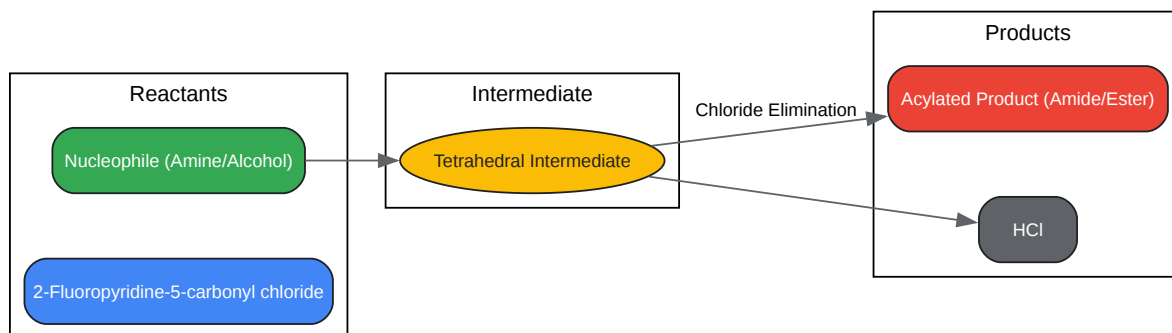 Reactants
Nucleophile (Amine/Alcohol)
2-Fluoropyridine-5-carbonyl chloride
Intermediate
Tetrahedral Intermediate
Chloride Elimination
Products
Acylated Product (Amide/Ester)
HCl